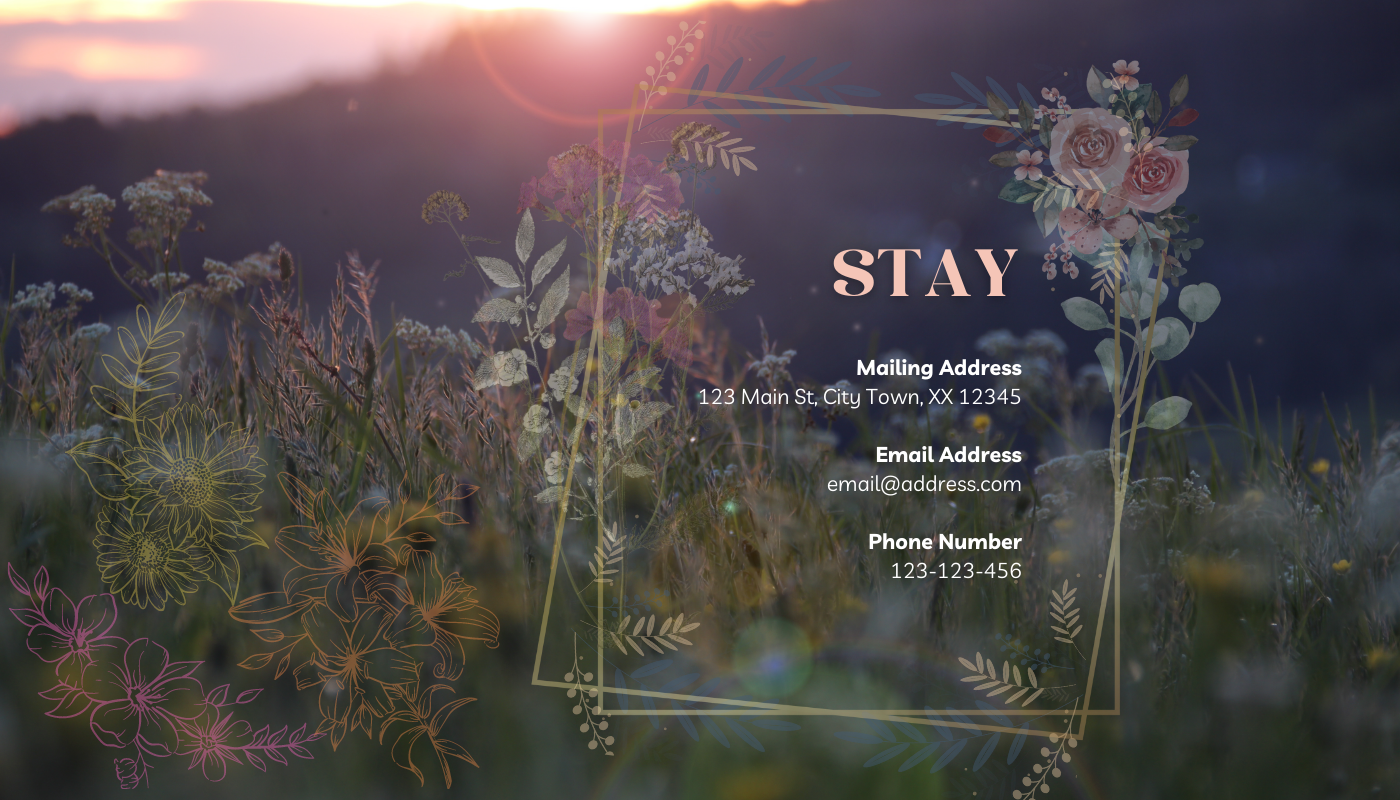 STAY
Mailing Address
123 Main St, City Town, XX 12345
Email Address
email@address.com
Phone Number
123-123-456